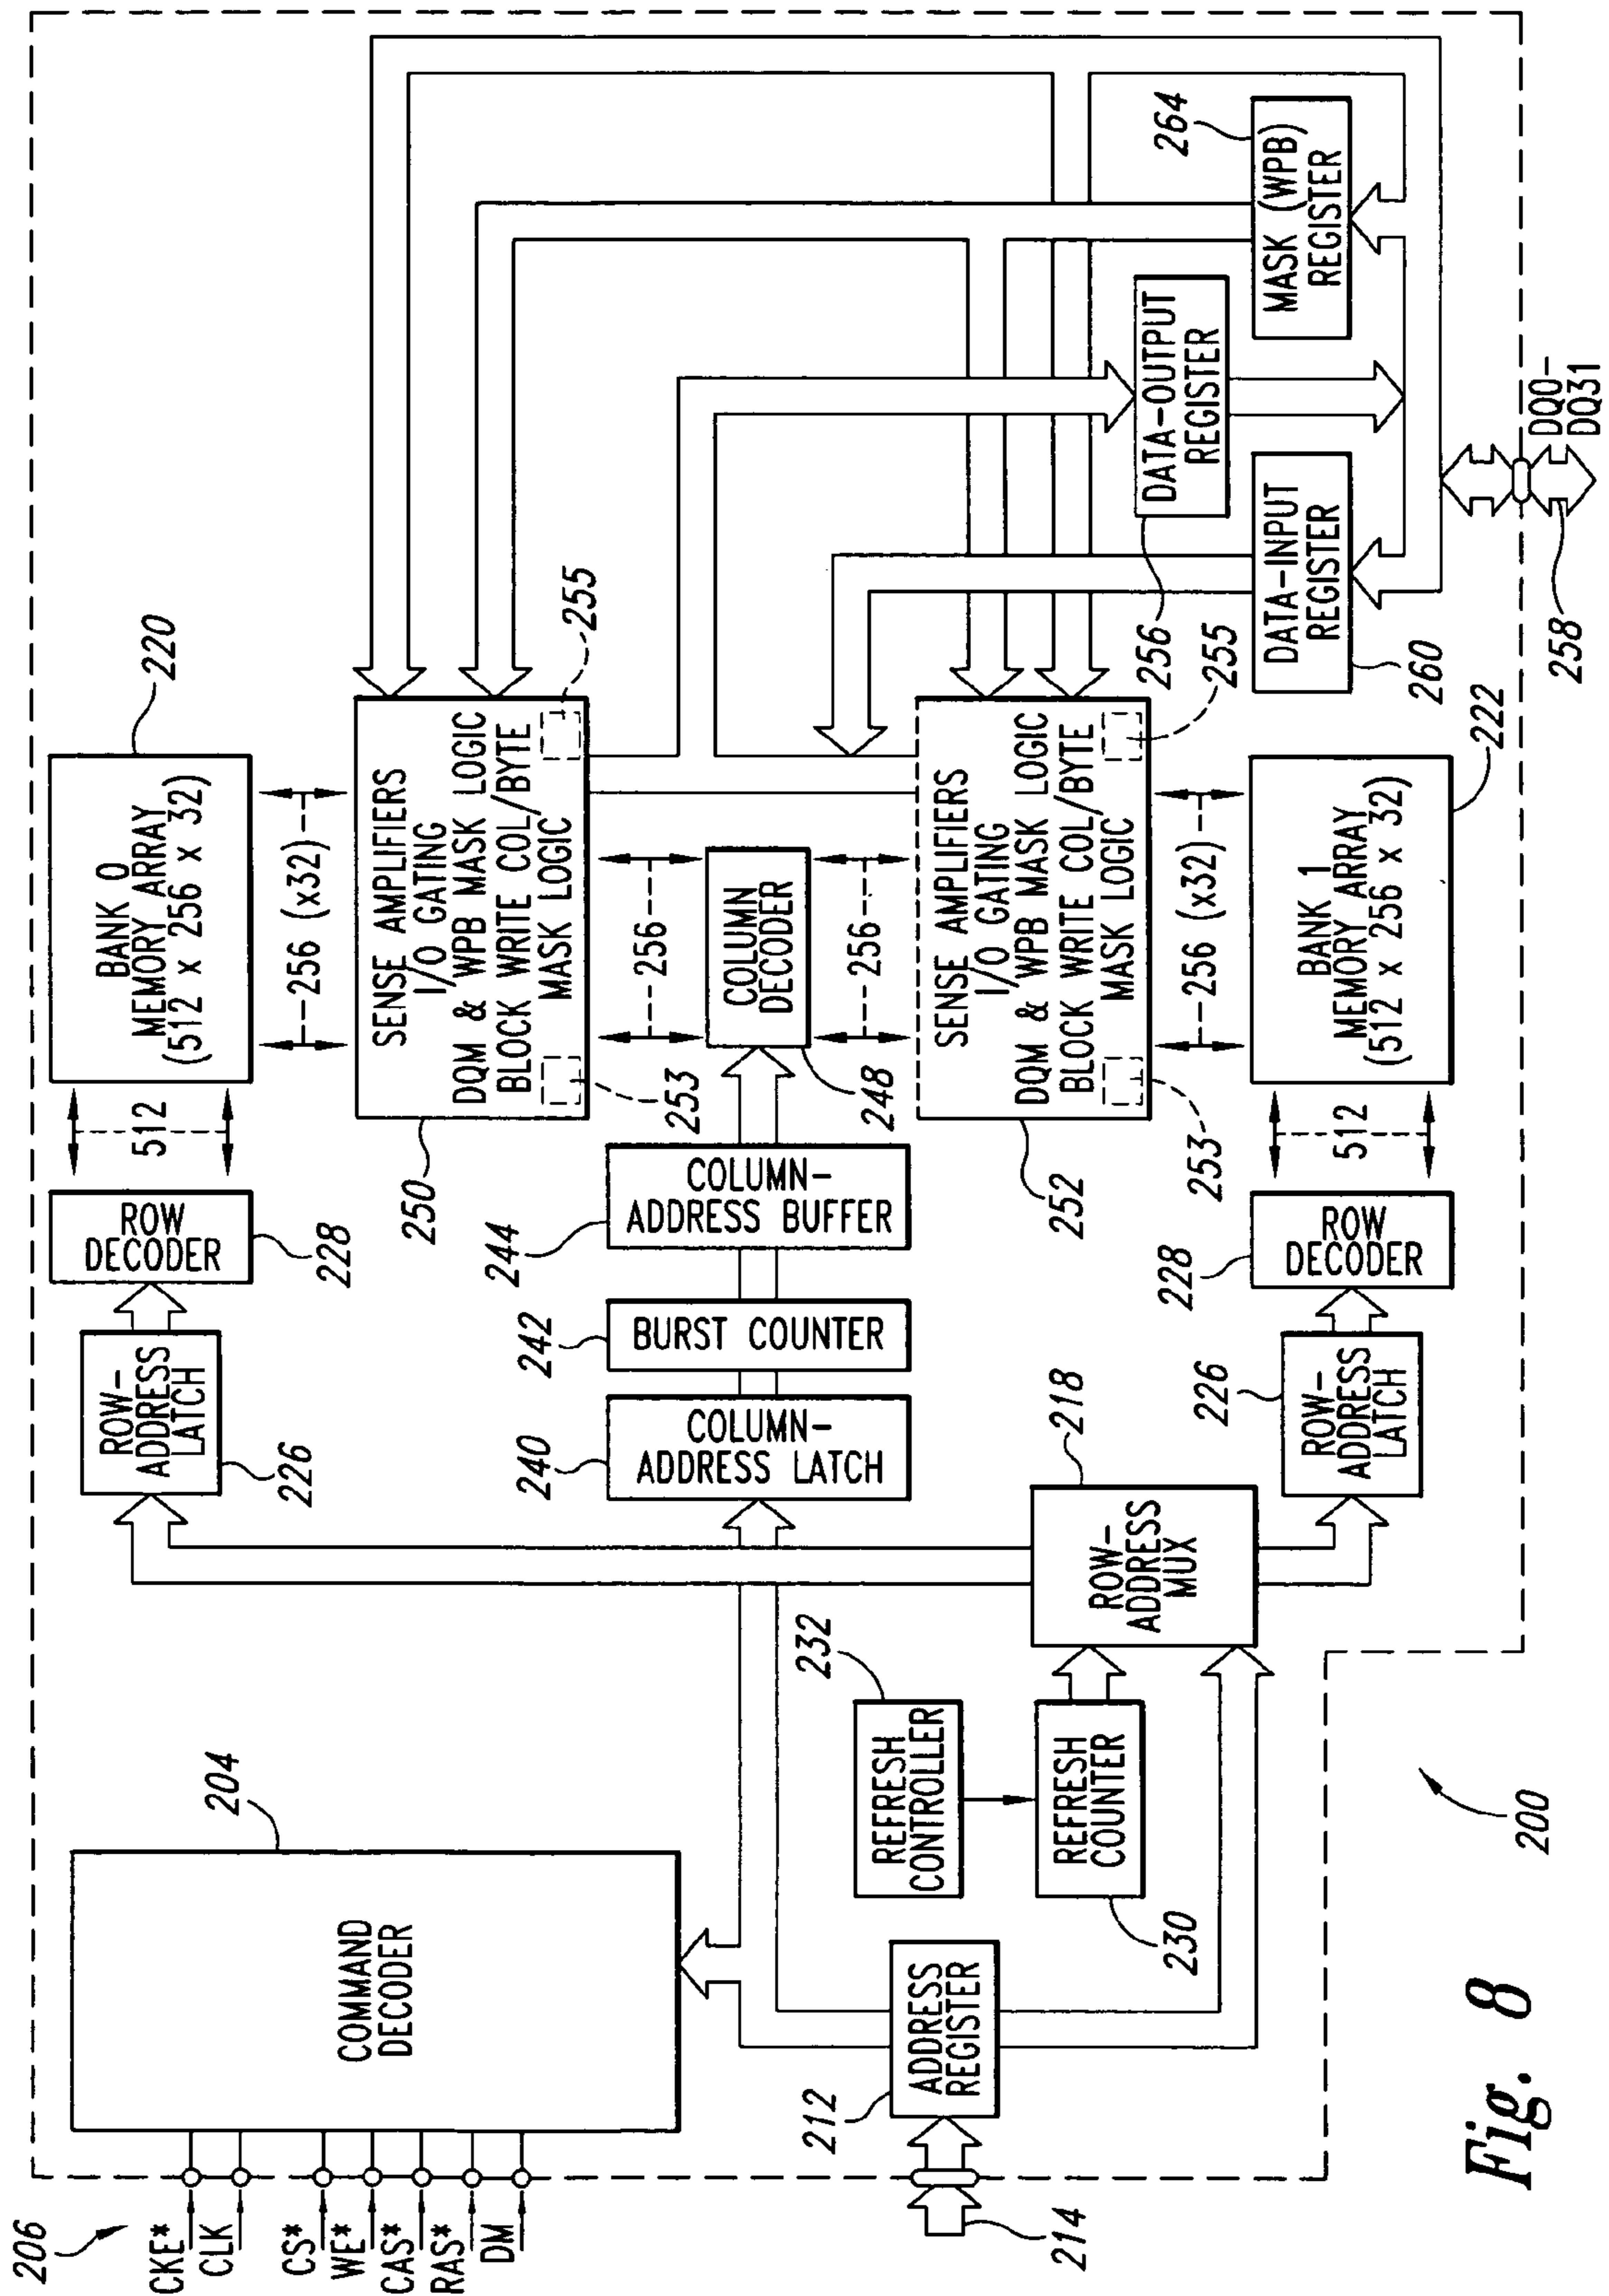 206
CKE*
CLK
CS*
WE*
CAS*
RAS*
DM
COMMAND
DECODER
204
214
212
ADDRESS
REGISTER
REFRESH
CONTROLLER
232
REFRESH
COUNTER
230
ROW-
ADDRESS
MUX
218
ROW-
ADDRESS
LATCH
226
ROW
DECODER
228
512
BANK 0
MEMORY ARRAY
(512 x 256 x 32)
220
256 (x32)
SENSE AMPLIFIERS
I/O GATING
DQM & WPB MASK LOGIC
BLOCK WRITE COL/BYTE
MASK LOGIC
250
253
255
256
240
COLUMN-
ADDRESS LATCH
242
BURST COUNTER
244
COLUMN-
ADDRESS BUFFER
COLUMN
DECODER
248
256
SENSE AMPLIFIERS
I/O GATING
DQM & WPB MASK LOGIC
BLOCK WRITE COL/BYTE
MASK LOGIC
252
253
255
256 (x32)
ROW-
ADDRESS
LATCH
226
ROW
DECODER
228
512
BANK 1
MEMORY ARRAY
(512 x 256 x 32)
222
DATA-OUTPUT
REGISTER
256
DATA-INPUT
REGISTER
260
MASK (WPB)
REGISTER
264
DQ0-
DQ31
258
200
Fig. 8